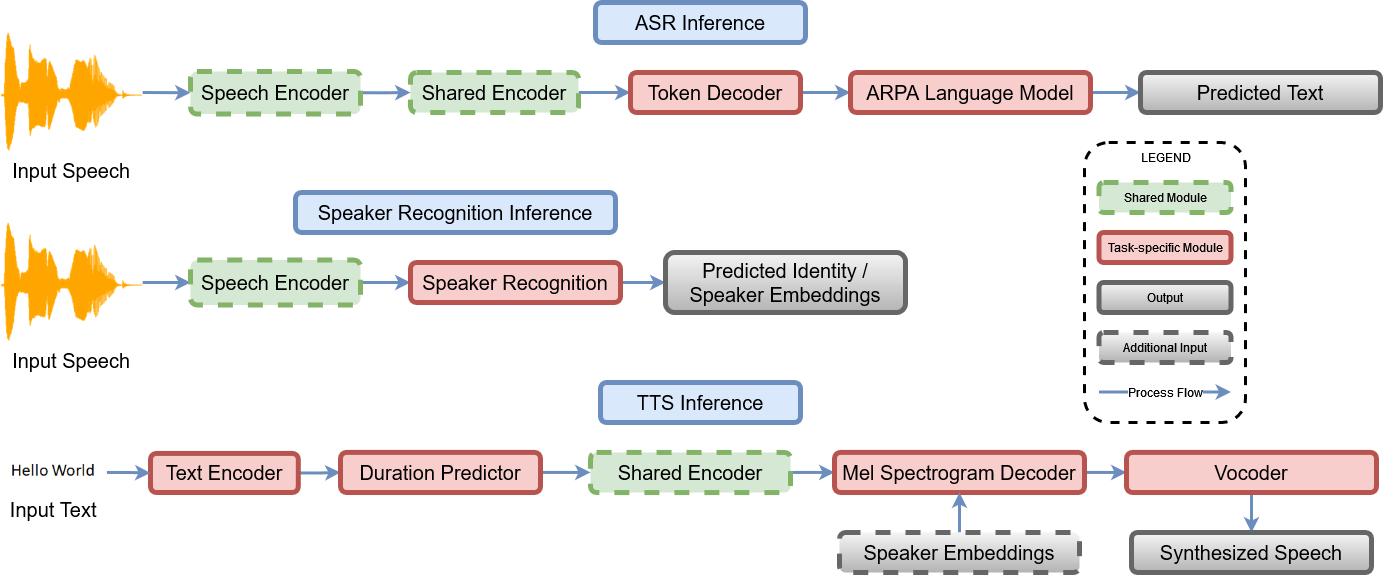 ASR Inference
Speech Encoder
Shared Encoder
Token Decoder
ARPA Language Model
Predicted Text
Input Speech
LEGEND
Shared Module
Task-specific Module
Output
Additional Input
Process Flow
Speaker Recognition Inference
Speech Encoder
Speaker Recognition
Predicted Identity /
Speaker Embeddings
Input Speech
TTS Inference
Hello World
Input Text
Text Encoder
Duration Predictor
Shared Encoder
Mel Spectrogram Decoder
Vocoder
Speaker Embeddings
Synthesized Speech